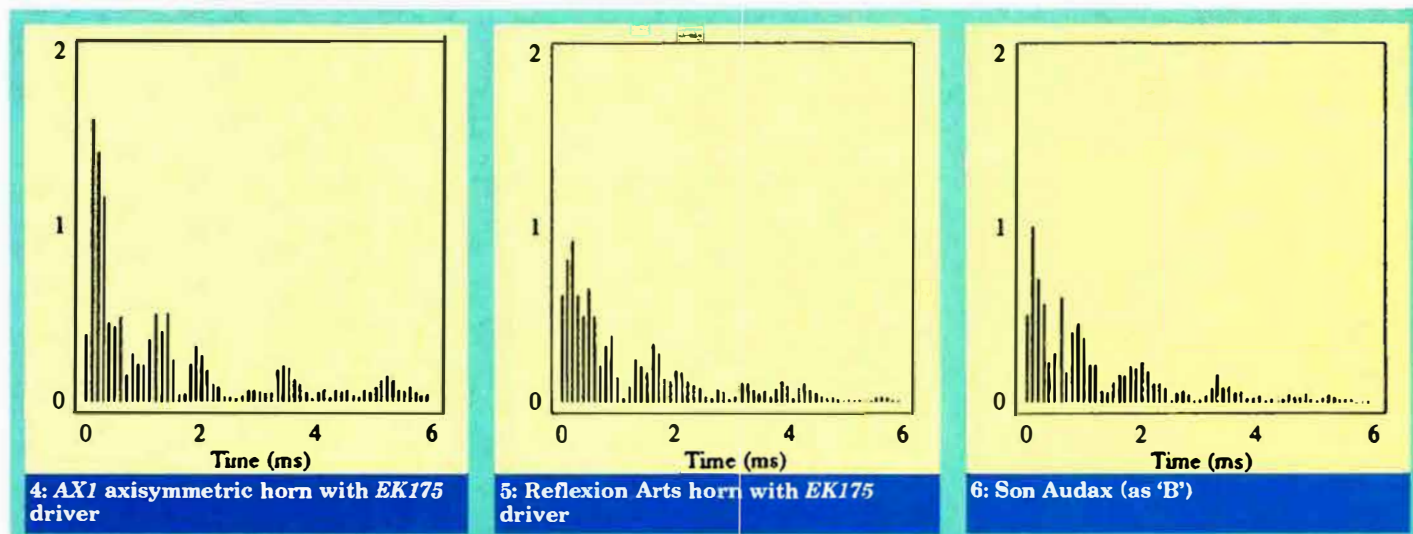 2
1
0
0 2 4 6
Time (ms)
4: AX1 axisymmetric horn with EK175
driver
2
1
0
0 2 4 6
Time (ms)
5: Reflexion Arts horn with EK175
driver
2
1
0
0 2 4 6
Time (ms)
6: Son Audax (as ‘B’)